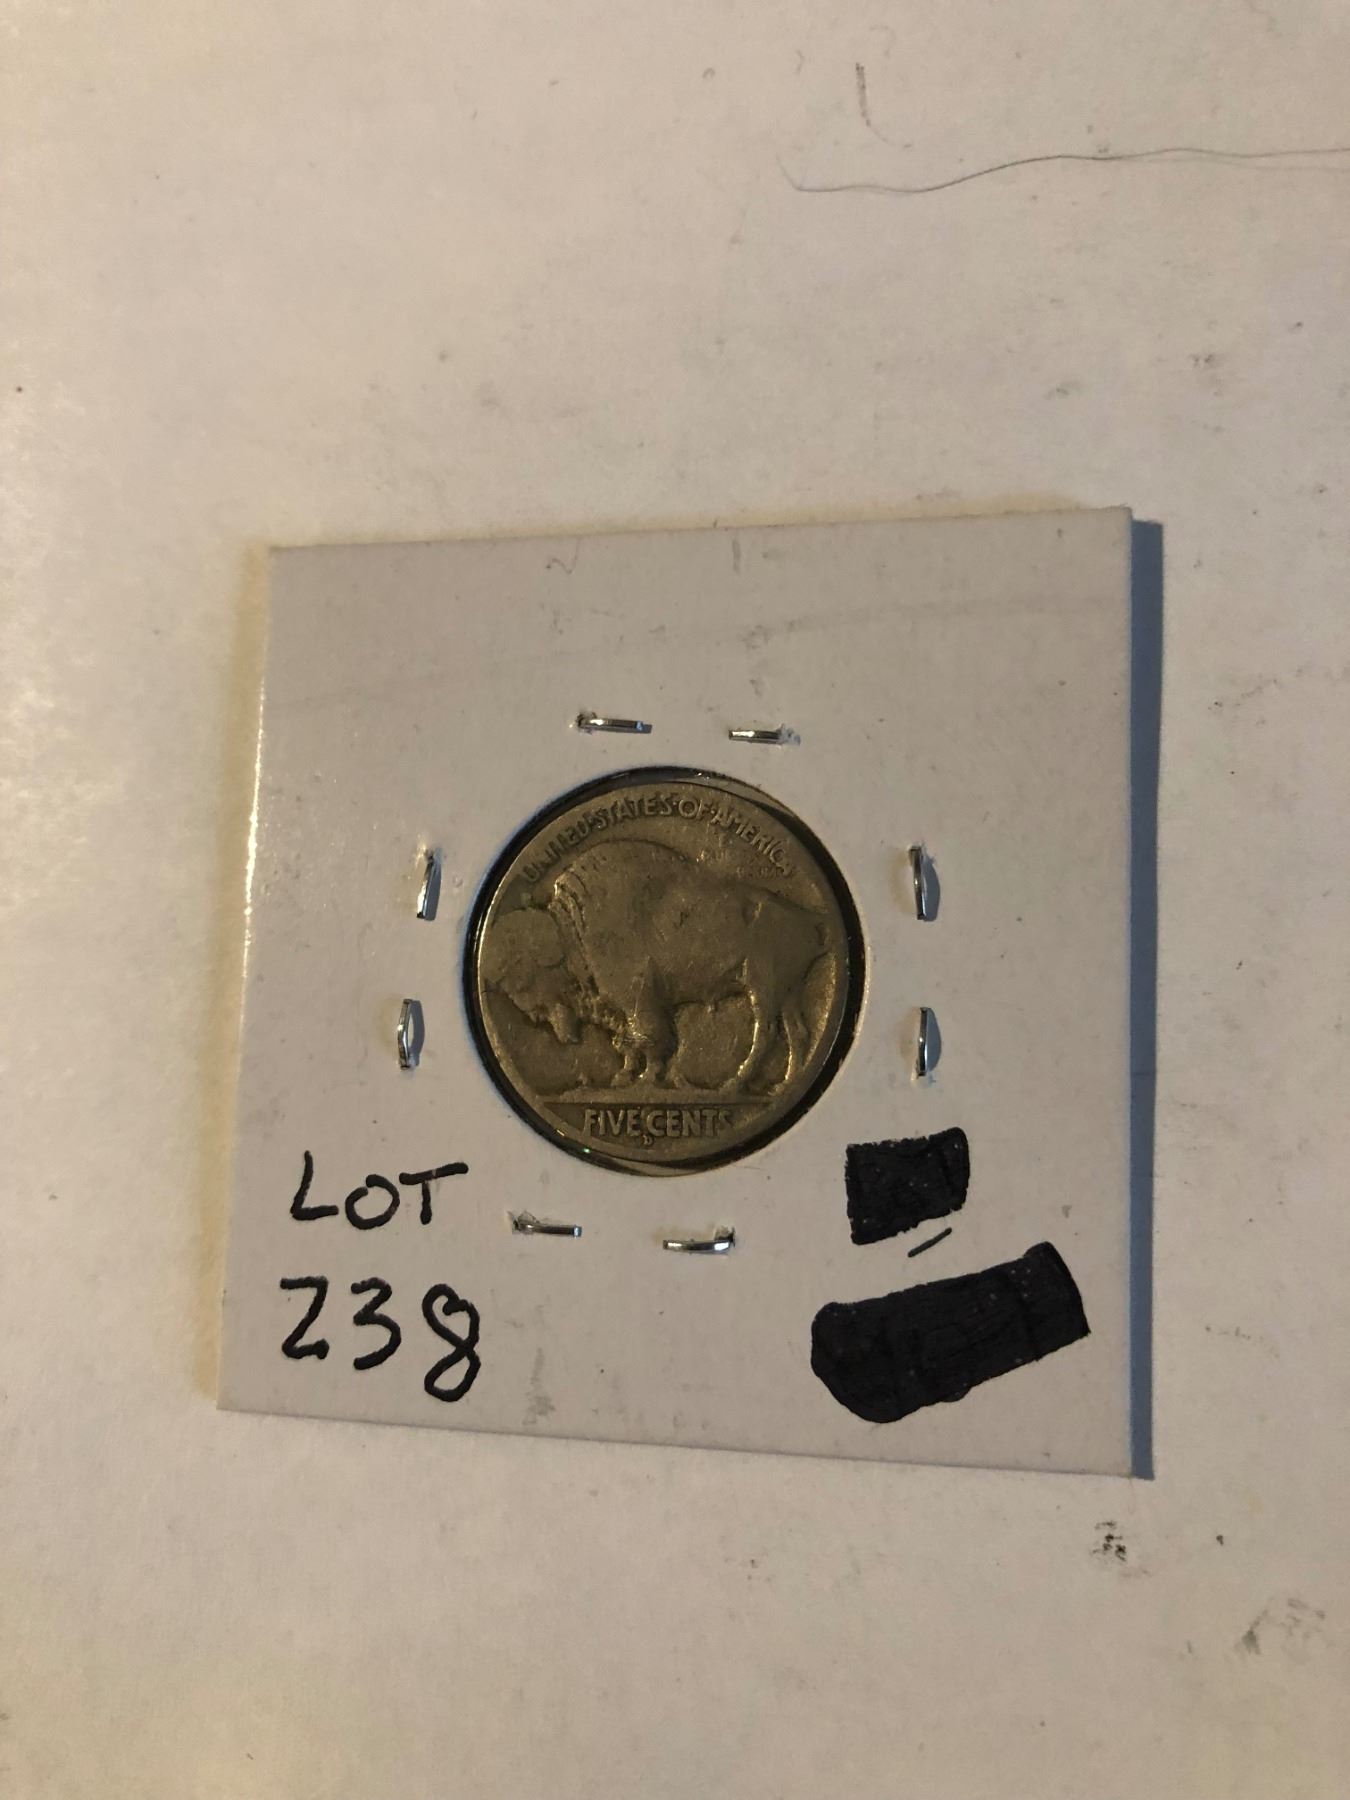 UNITED·STATES·OF·AMERICA
FIVE CENTS
D
LOT
238